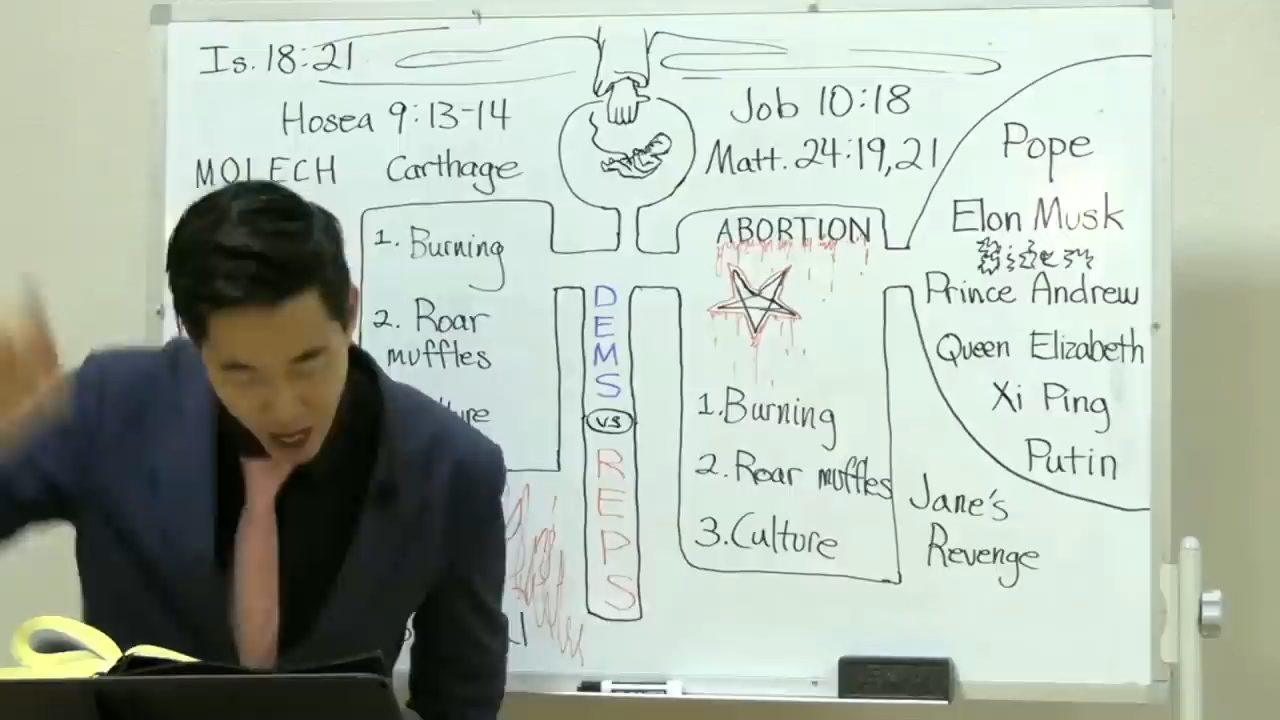 Is. 18:21
Hosea 9:13-14
MOLECH Carthage
1. Burning
2. Roar
muffles
Job 10:18
Matt. 24:19,21
ABORTION
1. Burning
2. Roar muffles
3. Culture
DEMS
VS
REPS
Pope
Elon Musk
Prince Andrew
Queen Elizabeth
Xi Ping
Putin
Jane's
Revenge